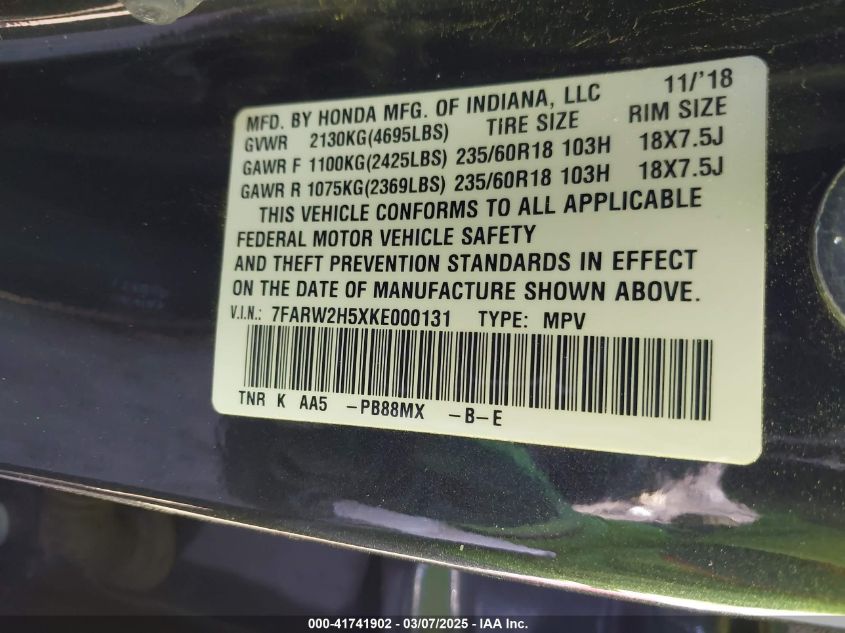 MFD. BY HONDA MFG. OF INDIANA, LLC 11/'18
GVWR 2130KG(4695LBS) TIRE SIZE RIM SIZE
GAWR F 1100KG(2425LBS) 235/60R18 103H 18X7.5J
GAWR R 1075KG(2369LBS) 235/60R18 103H 18X7.5J
THIS VEHICLE CONFORMS TO ALL APPLICABLE
FEDERAL MOTOR VEHICLE SAFETY
AND THEFT PREVENTION STANDARDS IN EFFECT
ON THE DATE OF MANUFACTURE SHOWN ABOVE.
V.I.N.: 7FARW2H5XKE000131 TYPE: MPV
TNR K AA5 -PB88MX -B-E
000-41741902 - 03/07/2025 - IAA Inc.